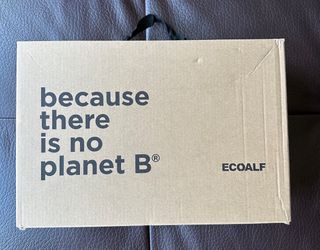 because
there
is no
planet B®
ECOALF